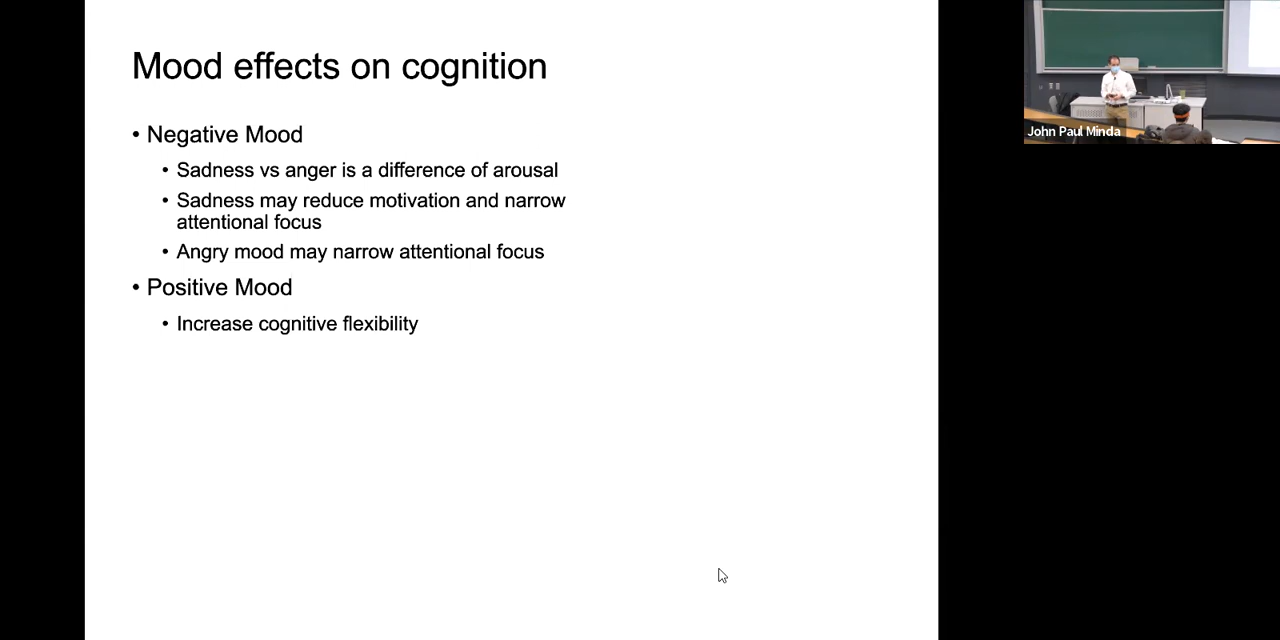 Mood effects on cognition
• Negative Mood
• Sadness vs anger is a difference of arousal
• Sadness may reduce motivation and narrow
attentional focus
• Angry mood may narrow attentional focus
• Positive Mood
• Increase cognitive flexibility
John Paul Minda